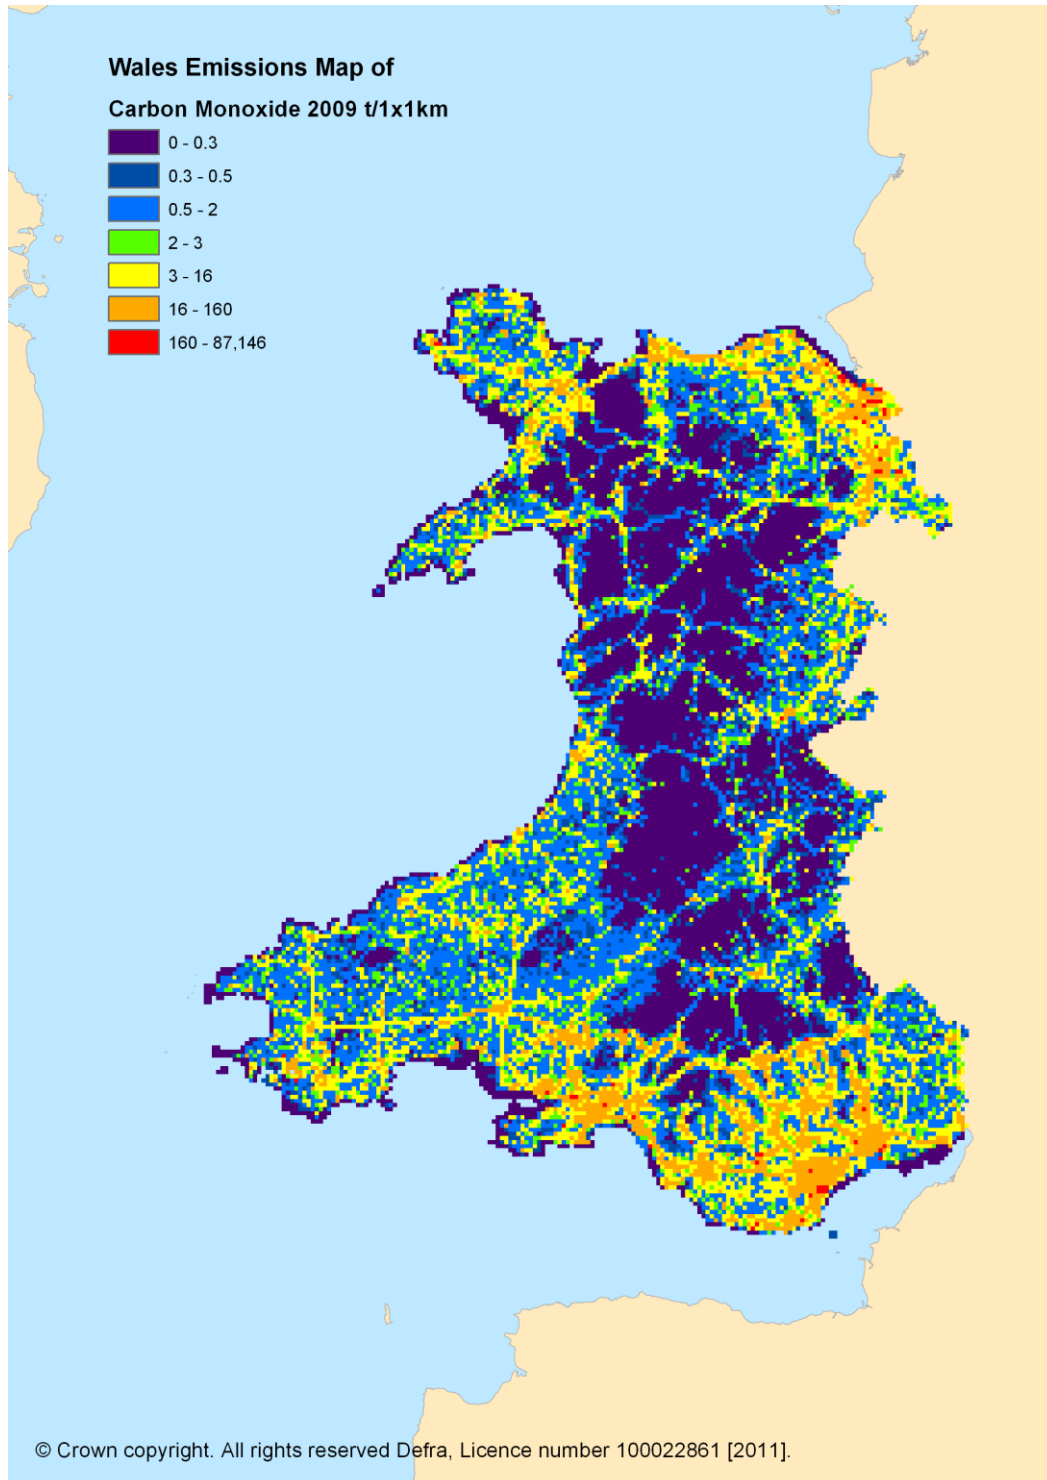 Wales Emissions Map of
Carbon Monoxide 2009 t/1x1km
0 - 0.3
0.3 - 0.5
0.5 - 2
2 - 3
3 - 16
16 - 160
160 - 87,146
© Crown copyright. All rights reserved Defra, Licence number 100022861 [2011].